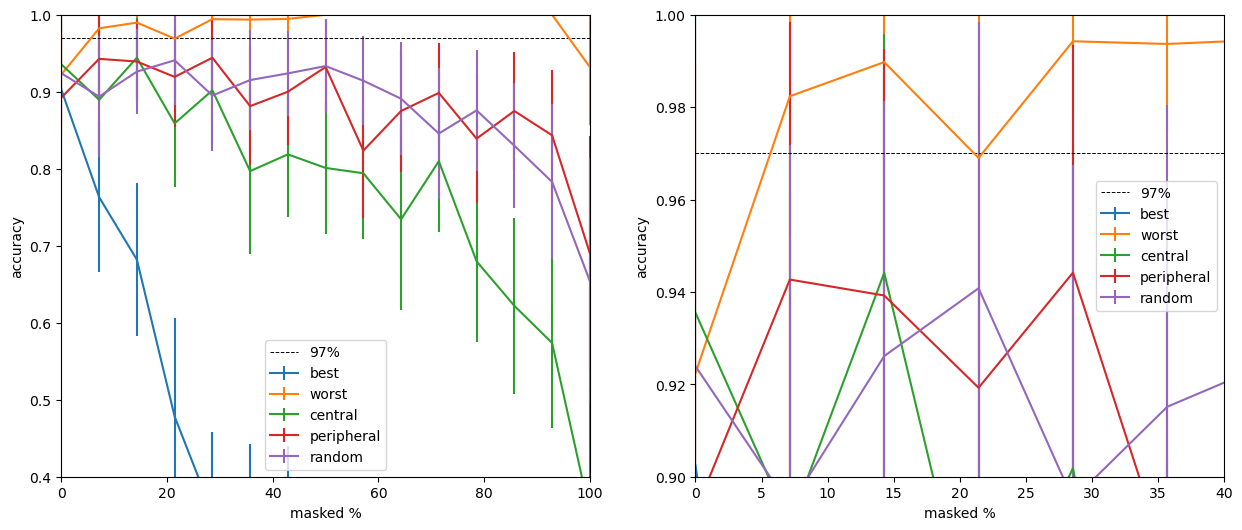 1.0
0.9
0.8
0.7
0.6
0.5
0.4
accuracy
0
20
40
60
80
100
masked %
97%
best
worst
central
peripheral
random
1.00
0.98
0.96
0.94
0.92
0.90
accuracy
0
5
10
15
20
25
30
35
40
masked %
97%
best
worst
central
peripheral
random